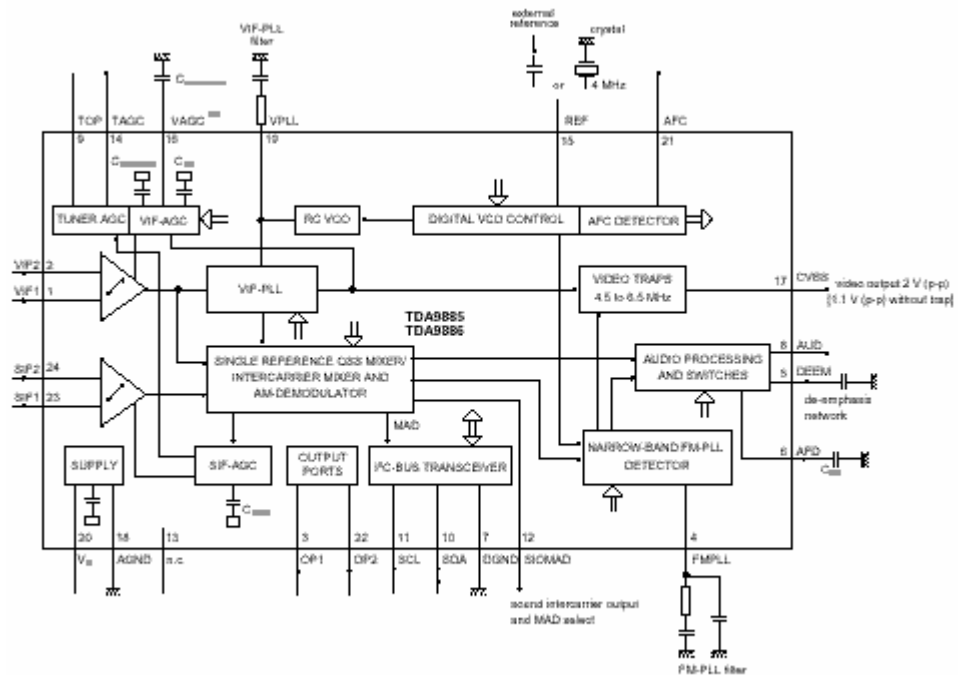 external
reference
crystal
VIF-PLL
filter
or
4 MHz
TOP
TAGC
VAGC
VPLL
REF
AFC
9
14
16
19
15
21
TUNER AGC
VIF-AGC
RC VCO
DIGITAL VCO CONTROL
AFC DETECTOR
VIF2 2
VIF1 1
VIF-PLL
VIDEO TRAPS
4.5 to 6.5 MHz
17 CVBS
video output 2 V (p-p)
[1.1 V (p-p) without trap]
TDA9885
TDA9886
SIF2 24
SIF1 23
SINGLE REFERENCE QSS MIXER/
INTERCARRIER MIXER AND
AM-DEMODULATOR
AUDIO PROCESSING
AND SWITCHES
8 AUD
5 DEEM
de-emphasis
network
MAD
SUPPLY
SIF-AGC
OUTPUT
PORTS
I²C-BUS TRANSCEIVER
NARROW-BAND FM-PLL
DETECTOR
6 AFD
20
18
13
3
22
11
10
7
12
4
AGND
n.c.
OP1
OP2
SCL
SDA
DGND
SIOMAD
FMPLL
sound intercarrier output
and MAD select
FM-PLL filter